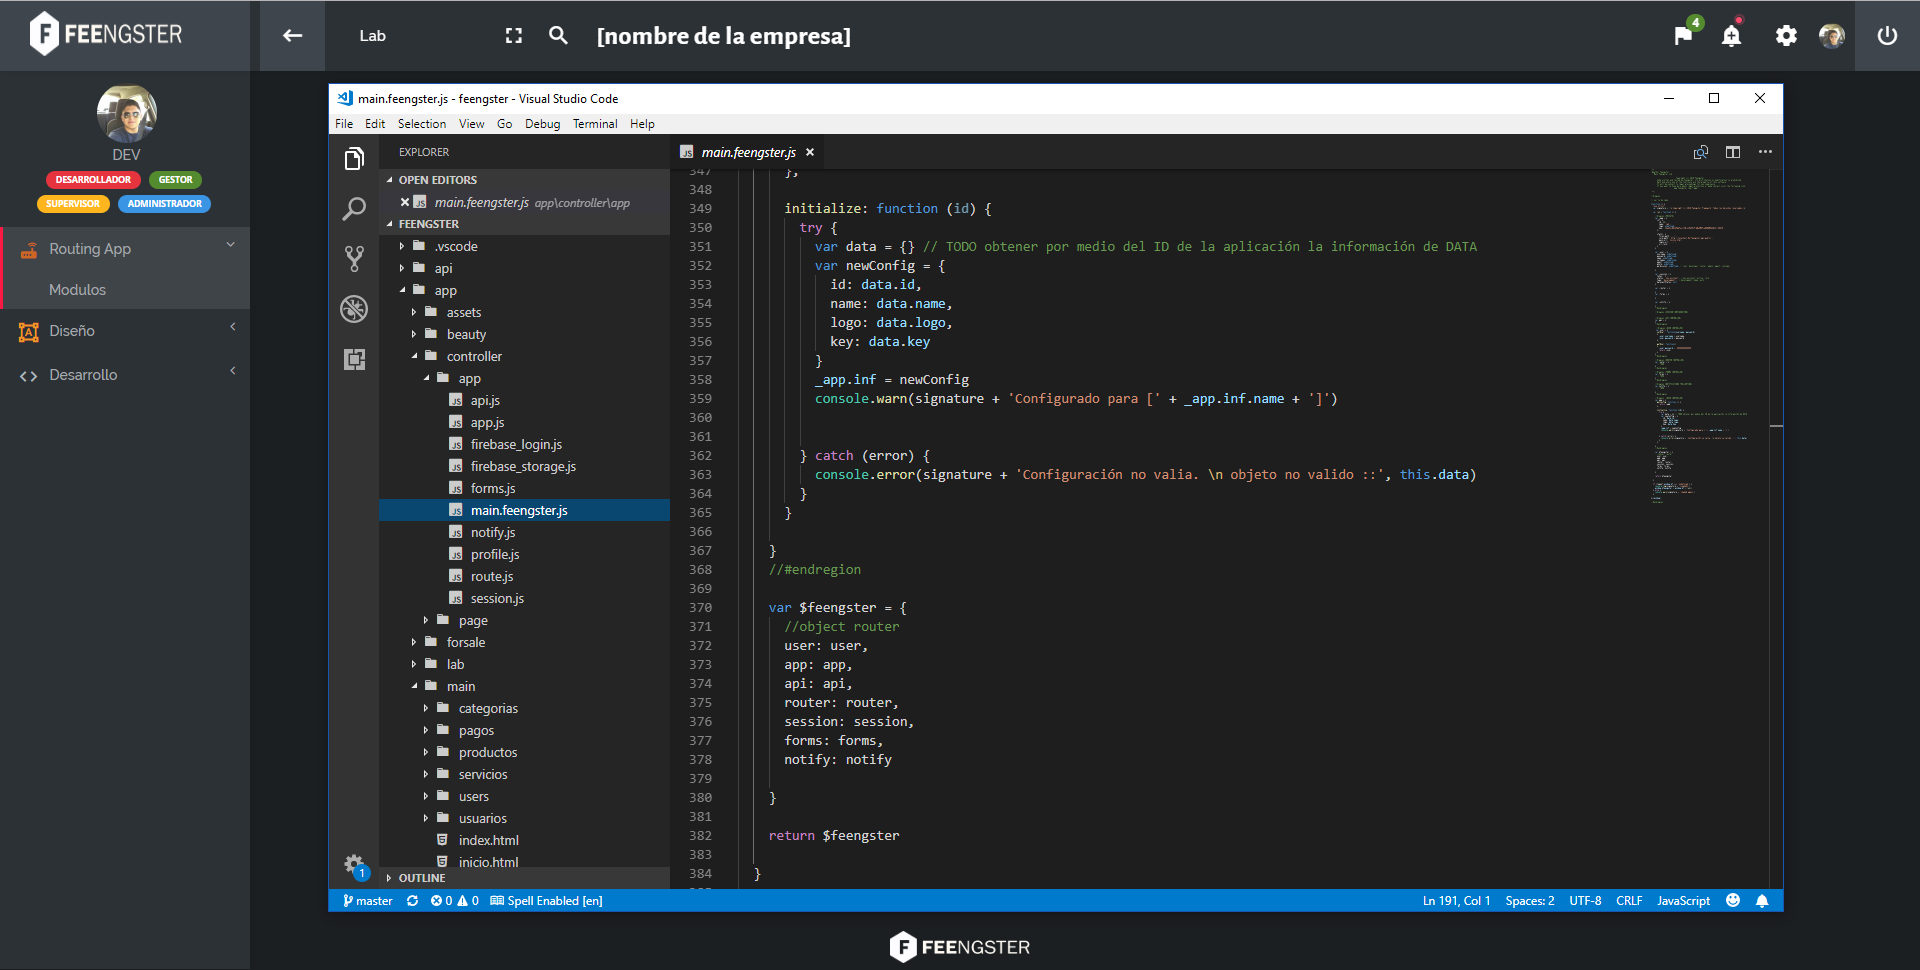 FEENGSTER
Lab
[nombre de la empresa]
4
DEV
DESARROLLADOR
GESTOR
SUPERVISOR
ADMINISTRADOR
Routing App
Modulos
Diseño
Desarrollo
main.feengster.js - feengster - Visual Studio Code
File Edit Selection View Go Debug Terminal Help
EXPLORER
OPEN EDITORS
main.feengster.js app\controller\app
FEENGSTER
.vscode
api
app
assets
beauty
controller
app
api.js
app.js
firebase_login.js
firebase_storage.js
forms.js
main.feengster.js
notify.js
profile.js
route.js
session.js
page
forsale
lab
main
categorias
pagos
productos
servicios
users
usuarios
index.html
inicio.html
OUTLINE
1
main.feengster.js
347 },
348
349 initialize: function (id) {
350 try {
351 var data = {} // TODO obtener por medio del ID de la aplicación la información de DATA
352 var newConfig = {
353 id: data.id,
354 name: data.name,
355 logo: data.logo,
356 key: data.key
357 }
358 _app.inf = newConfig
359 console.warn(signature + 'Configurado para [' + _app.inf.name + ']')
360
361
362 } catch (error) {
363 console.error(signature + 'Configuración no valia. \n objeto no valido ::', this.data)
364 }
365 }
366
367 }
368 //#endregion
369
370 var $feengster = {
371 //object router
372 user: user,
373 app: app,
374 api: api,
375 router: router,
376 session: session,
377 forms: forms,
378 notify: notify
379
380 }
381
382 return $feengster
383
384 }
master 0 0 Spell Enabled [en]
Ln 191, Col 1 Spaces: 2 UTF-8 CRLF JavaScript
FEENGSTER